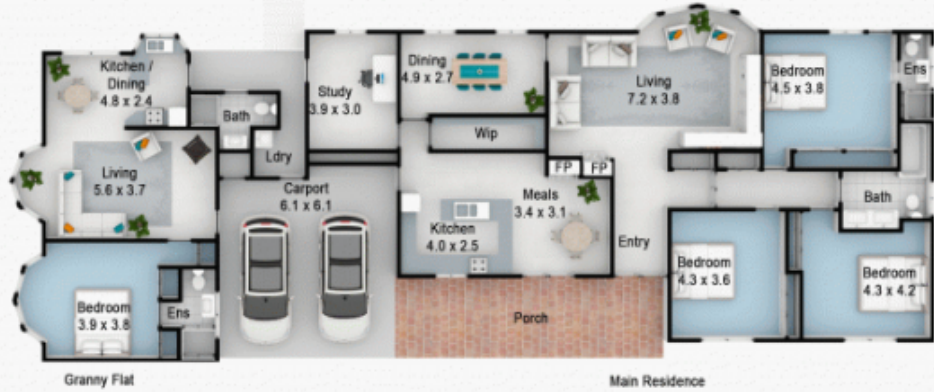 Kitchen /
Dining
4.8 x 2.4
Bath
Ldry
Living
5.6 x 3.7
Bedroom
3.9 x 3.8
Ens
Granny Flat
Study
3.9 x 3.0
Carport
6.1 x 6.1
Dining
4.9 x 2.7
Wip
Living
7.2 x 3.8
FP
FP
Meals
3.4 x 3.1
Kitchen
4.0 x 2.5
Entry
Porch
Bedroom
4.5 x 3.8
Ens
Bath
Bedroom
4.3 x 3.6
Bedroom
4.3 x 4.2
Main Residence